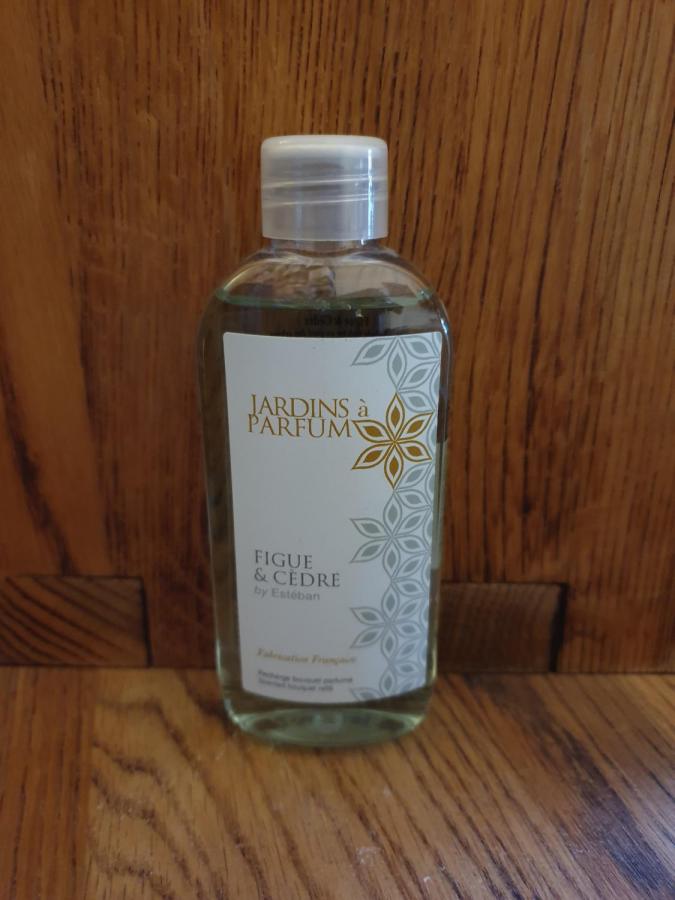 JARDINS à
PARFUM
FIGUE
& CÈDRE
by Estéban
Fabrication Française
Recharge bouquet parfumé
Scented bouquet refill